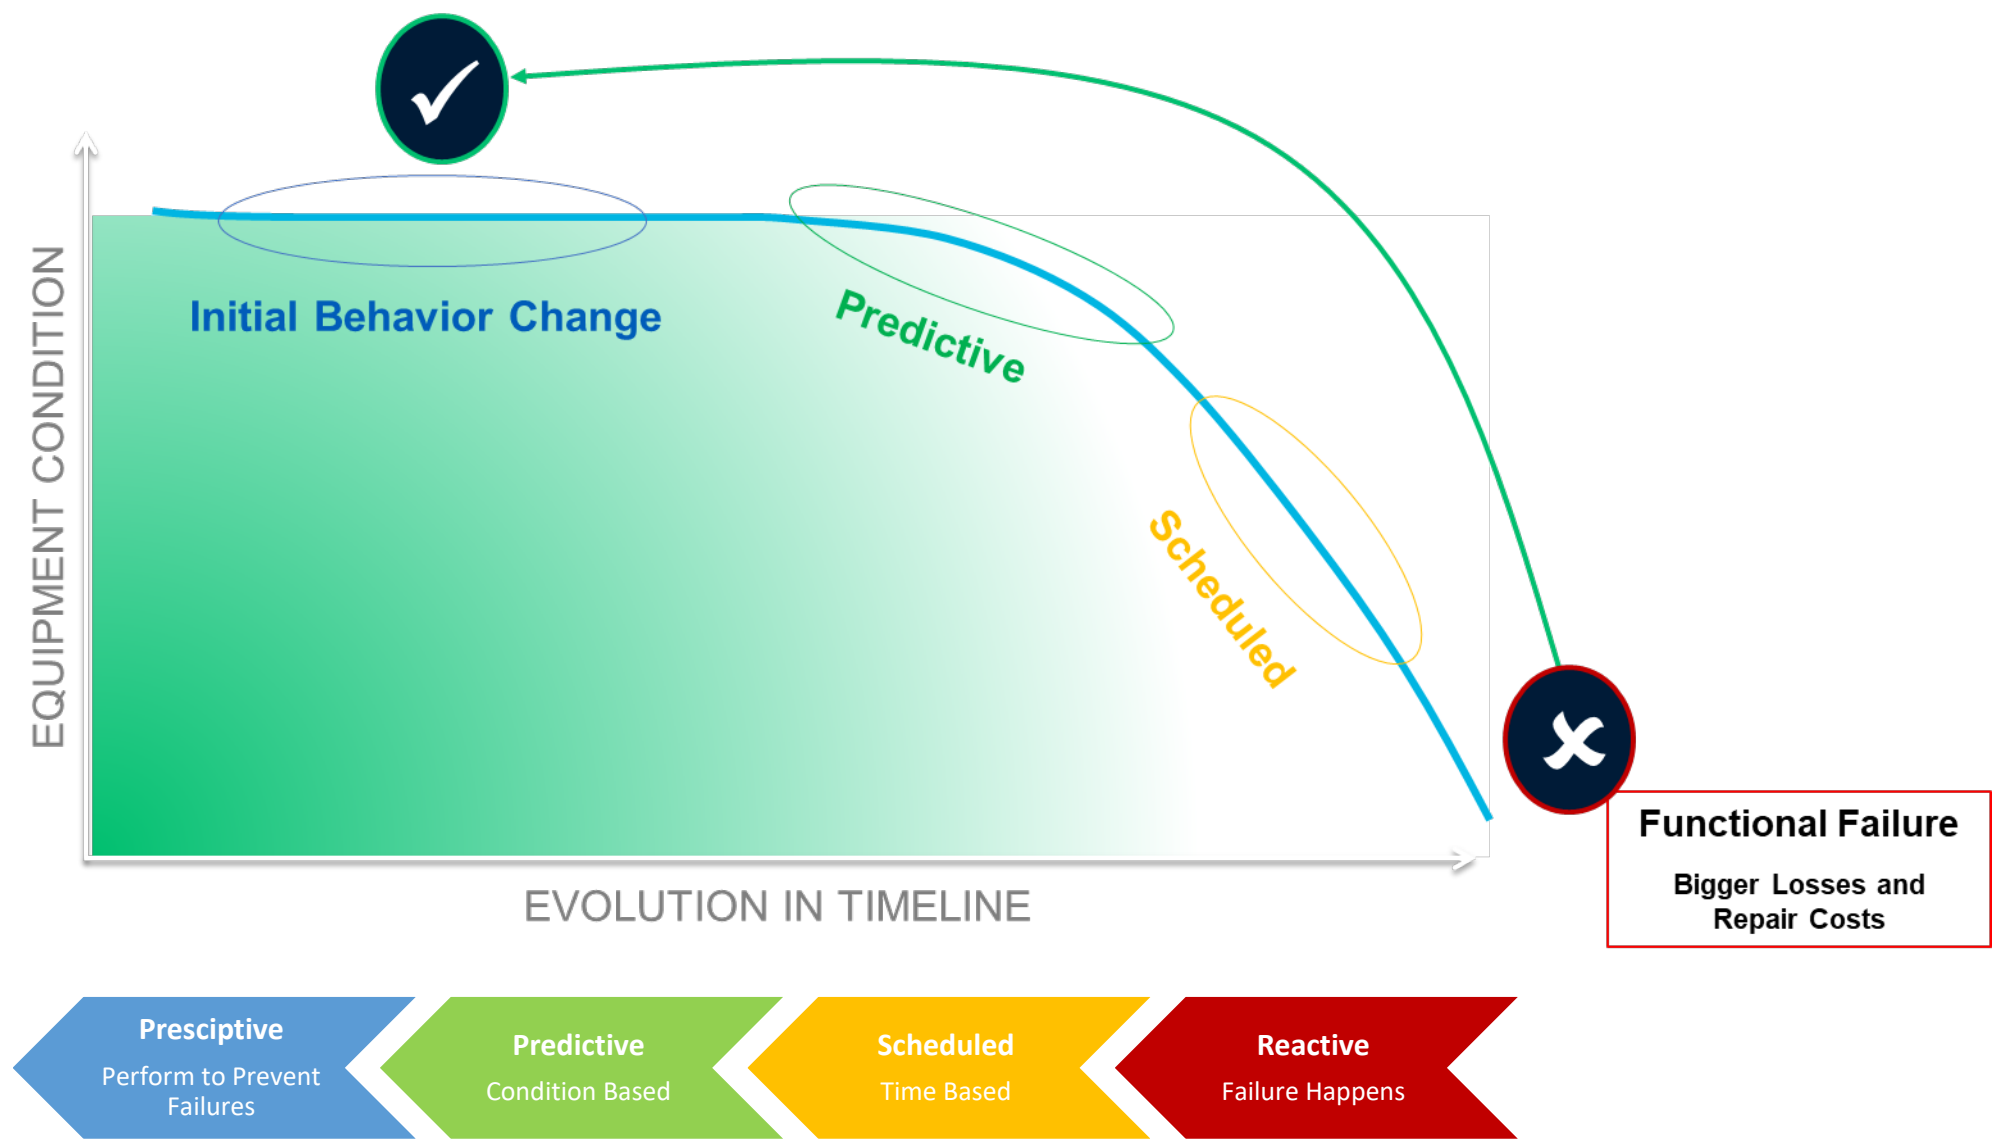 EQUIPMENT CONDITION
Initial Behavior Change
Predictive
Scheduled
Functional Failure
Bigger Losses and
Repair Costs
EVOLUTION IN TIMELINE
Presciptive
Perform to Prevent
Failures
Predictive
Condition Based
Scheduled
Time Based
Reactive
Failure Happens